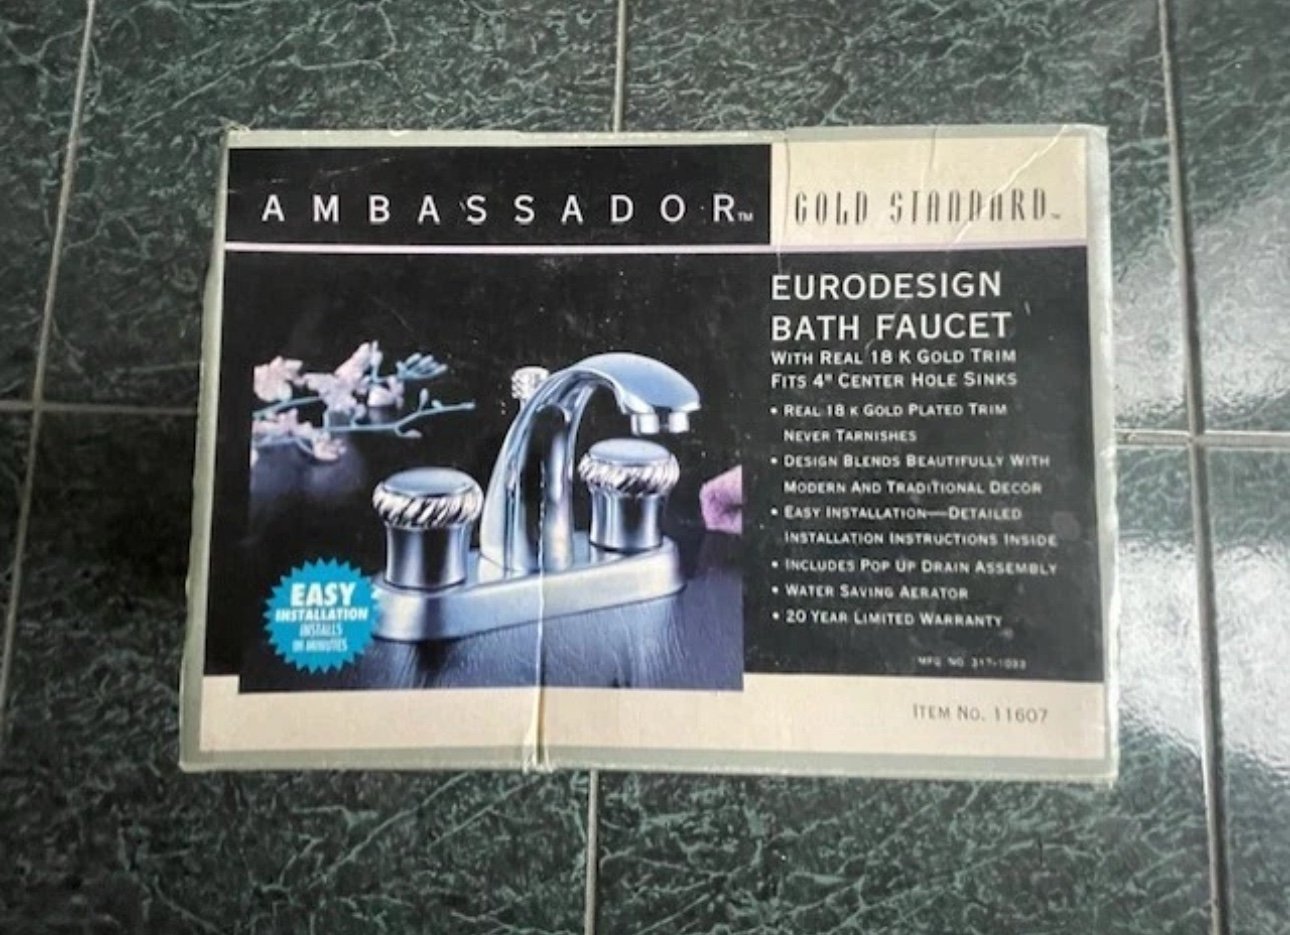 AMBASSADOR™
GOLD STANDARD™
EURODESIGN
BATH FAUCET
WITH REAL 18 K GOLD TRIM
FITS 4" CENTER HOLE SINKS
• REAL 18 K GOLD PLATED TRIM
NEVER TARNISHES
• DESIGN BLENDS BEAUTIFULLY WITH
MODERN AND TRADITIONAL DECOR
• EASY INSTALLATION—DETAILED
INSTALLATION INSTRUCTIONS INSIDE
• INCLUDES POP UP DRAIN ASSEMBLY
• WATER SAVING AERATOR
• 20 YEAR LIMITED WARRANTY
EASY
INSTALLATION
INSTALLS
IN MINUTES
MFG NO.
ITEM NO. 11607